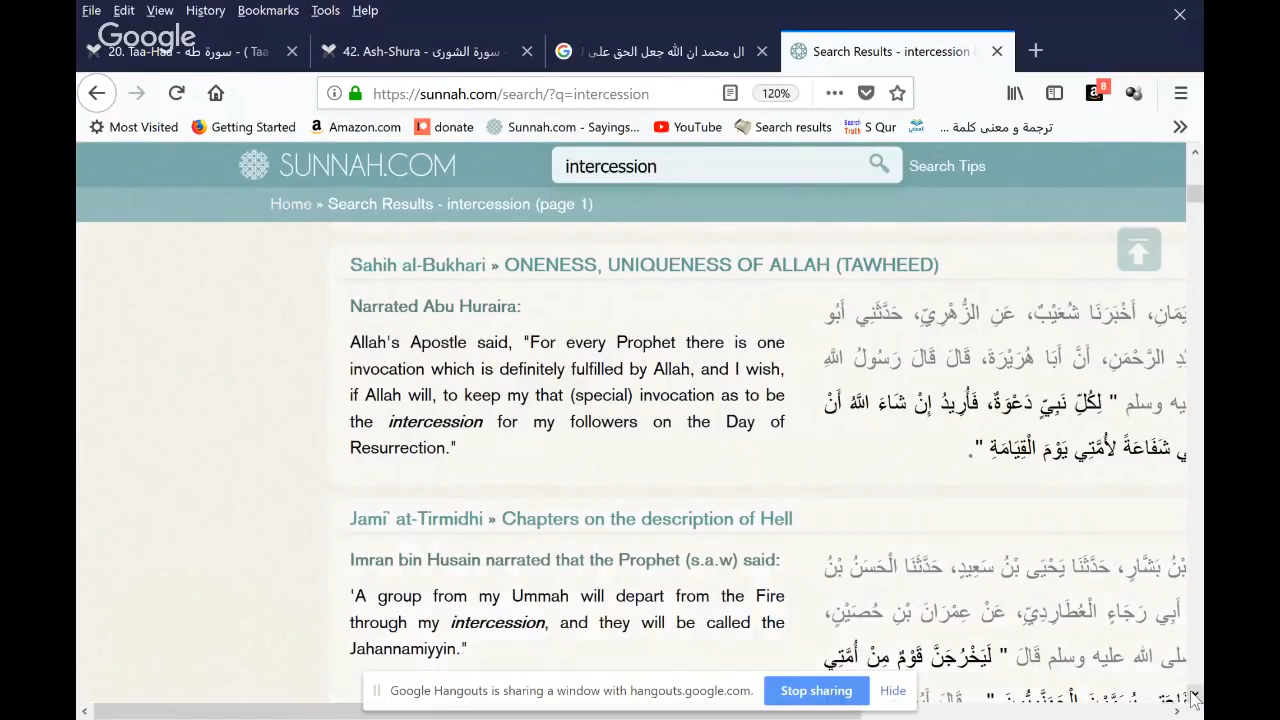 File Edit View History Bookmarks Tools Help
Google
20. Taa-Haa - سورة طه - ( Taa-
42. Ash-Shura - سورة الشورى -
ال محمد ان الله جعل الحق على ل
Search Results - intercession
https://sunnah.com/search/?q=intercession
120%
8
Most Visited Getting Started Amazon.com donate Sunnah.com - Sayings... YouTube Search results S Qur ترجمة و معنى كلمة ...
SUNNAH.COM intercession Search Tips
Home » Search Results - intercession (page 1)
Sahih al-Bukhari » ONENESS, UNIQUENESS OF ALLAH (TAWHEED)
Narrated Abu Huraira:
Allah's Apostle said, "For every Prophet there is one
invocation which is definitely fulfilled by Allah, and I wish,
if Allah will, to keep my that (special) invocation as to be
the intercession for my followers on the Day of
Resurrection."
يَمَانِ، أَخْبَرَنَا شُعَيْبٌ، عَنِ الزُّهْرِيِّ، حَدَّثَنِي أَبُو
دِ الرَّحْمَنِ، أَنَّ أَبَا هُرَيْرَةَ، قَالَ قَالَ رَسُولُ اللَّهِ
يه وسلم " لِكُلِّ نَبِيٍّ دَعْوَةٌ، فَأُرِيدُ إِنْ شَاءَ اللَّهُ أَنْ
ي شَفَاعَةً لأُمَّتِي يَوْمَ الْقِيَامَةِ ".
Jami` at-Tirmidhi » Chapters on the description of Hell
Imran bin Husain narrated that the Prophet (s.a.w) said:
'A group from my Ummah will depart from the Fire
through my intercession, and they will be called the
Jahannamiyyin."
بْنُ بَشَّارٍ، حَدَّثَنَا يَحْيَى بْنُ سَعِيدٍ، حَدَّثَنَا الْحَسَنُ بْنُ
أَبِي رَجَاءٍ الْعُطَارِدِيِّ، عَنْ عِمْرَانَ بْنِ حُصَيْنٍ،
لى الله عليه وسلم قَالَ " لَيَخْرُجَنَّ قَوْمٌ مِنْ أُمَّتِي
Google Hangouts is sharing a window with hangouts.google.com. Stop sharing Hide